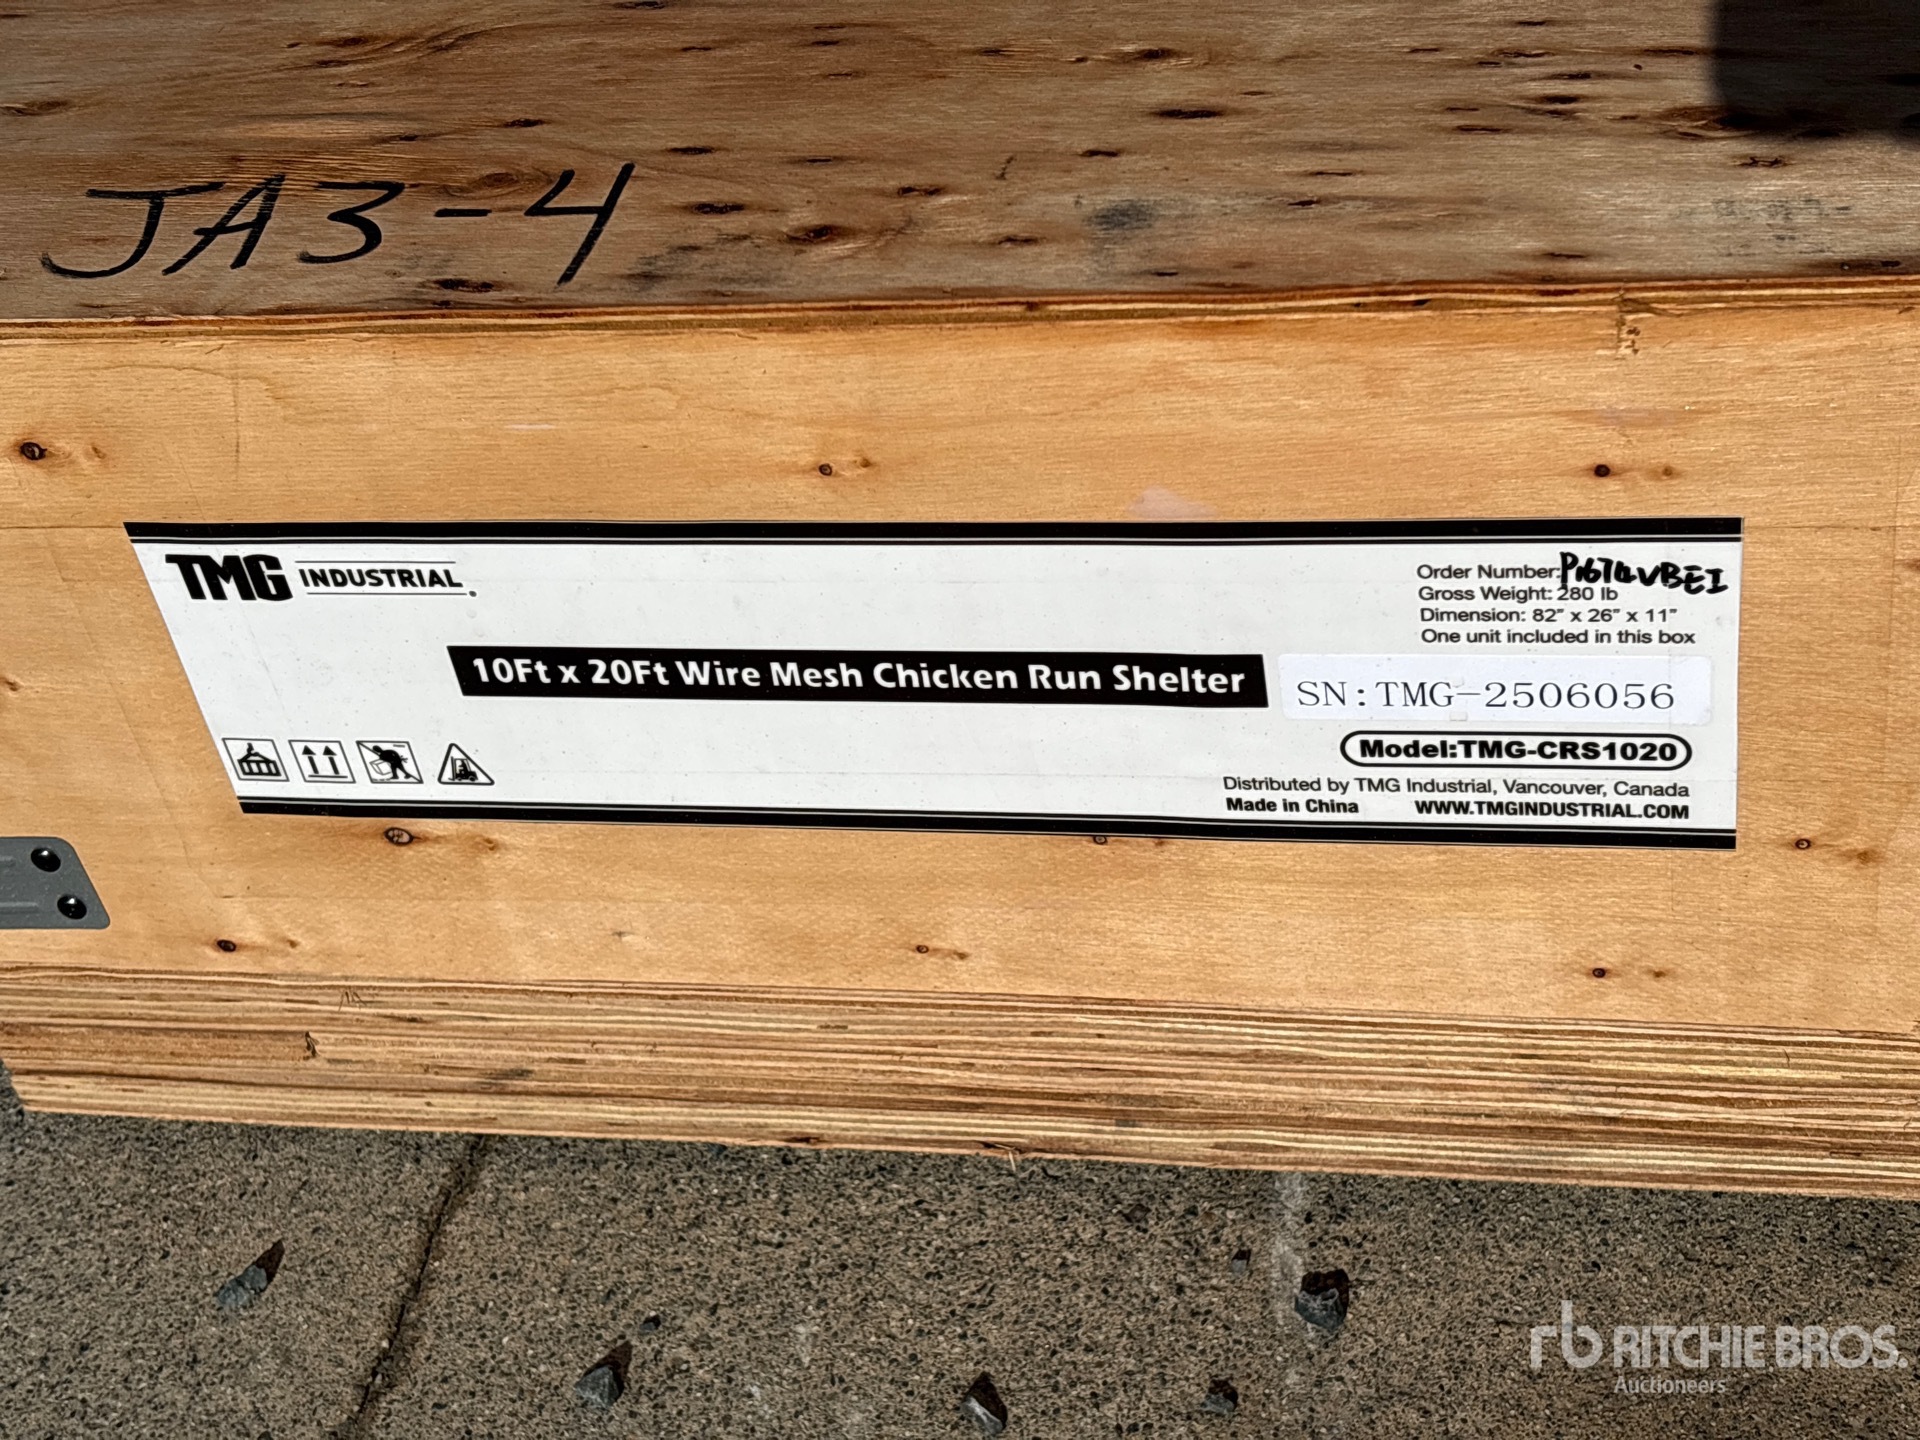 JA3-4
TMG INDUSTRIAL
Order Number:
Gross Weight: 280 lb
Dimension: 82" x 26" x 11"
One unit included in this box
10Ft x 20Ft Wire Mesh Chicken Run Shelter
SN:TMG-2506056
Model:TMG-CRS1020
Distributed by TMG Industrial, Vancouver, Canada
Made in China WWW.TMGINDUSTRIAL.COM
rb RITCHIE BROS.
Auctioneers